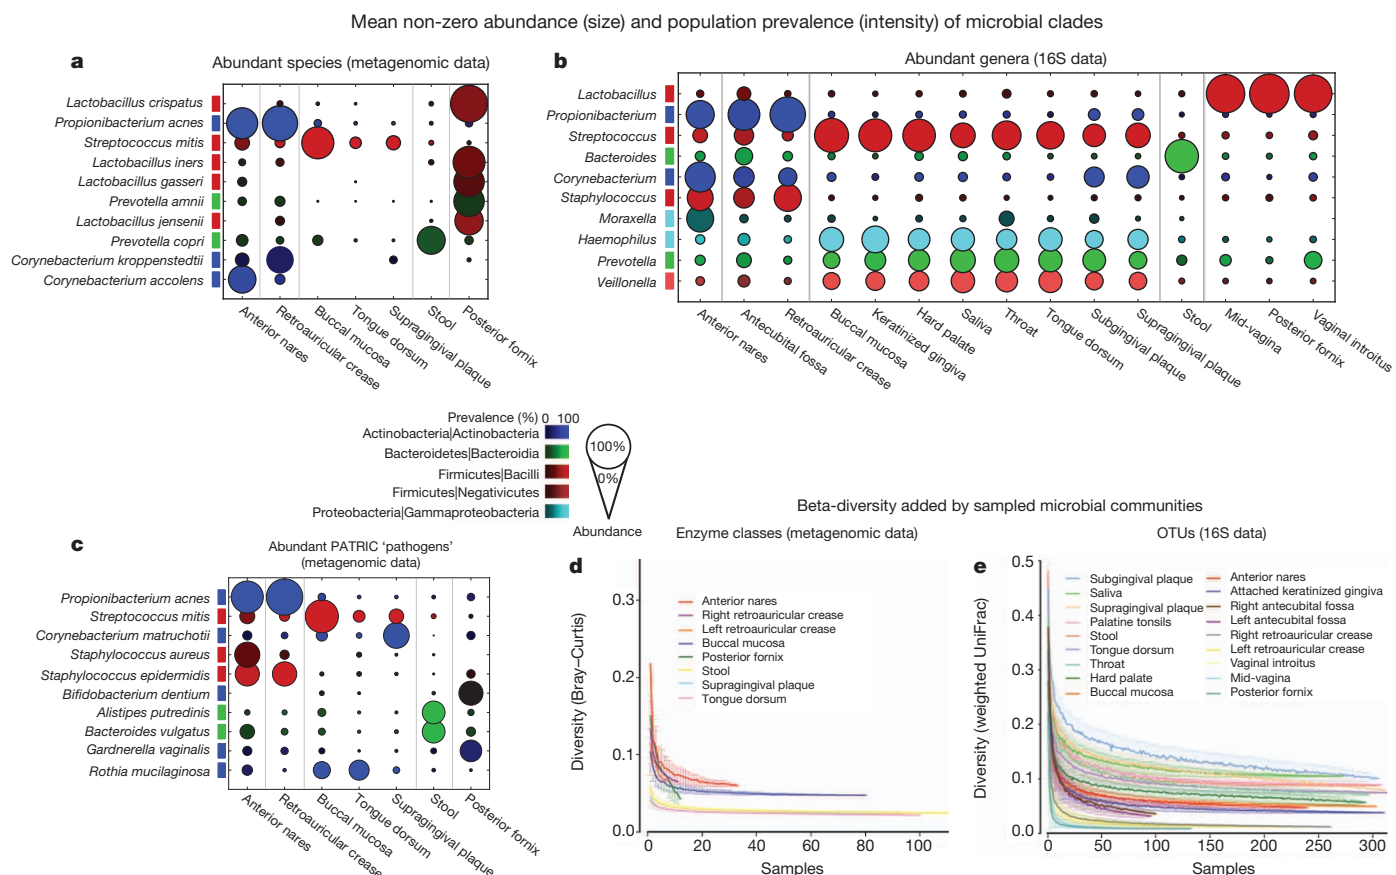 Mean non-zero abundance (size) and population prevalence (intensity) of microbial clades
a
Abundant species (metagenomic data)
Lactobacillus crispatus
Propionibacterium acnes
Streptococcus mitis
Lactobacillus iners
Lactobacillus gasseri
Prevotella amnii
Lactobacillus jensenii
Prevotella copri
Corynebacterium kroppenstedtii
Corynebacterium accolens
Anterior nares
Retroauricular crease
Buccal mucosa
Tongue dorsum
Supragingival plaque
Stool
Posterior fornix
b
Abundant genera (16S data)
Lactobacillus
Propionibacterium
Streptococcus
Bacteroides
Corynebacterium
Staphylococcus
Moraxella
Haemophilus
Prevotella
Veillonella
Anterior nares
Antecubital fossa
Retroauricular crease
Buccal mucosa
Keratinized gingiva
Hard palate
Saliva
Throat
Tongue dorsum
Subgingival plaque
Supragingival plaque
Stool
Mid-vagina
Posterior fornix
Vaginal introitus
Prevalence (%) 0 100
Actinobacteria|Actinobacteria
Bacteroidetes|Bacteroidia
Firmicutes|Bacilli
Firmicutes|Negativicutes
Proteobacteria|Gammaproteobacteria
100%
0%
Abundance
c
Abundant PATRIC ‘pathogens’
(metagenomic data)
Propionibacterium acnes
Streptococcus mitis
Corynebacterium matruchotii
Staphylococcus aureus
Staphylococcus epidermidis
Bifidobacterium dentium
Alistipes putredinis
Bacteroides vulgatus
Gardnerella vaginalis
Rothia mucilaginosa
Anterior nares
Retroauricular crease
Buccal mucosa
Tongue dorsum
Supragingival plaque
Stool
Posterior fornix
Beta-diversity added by sampled microbial communities
d
Enzyme classes (metagenomic data)
Diversity (Bray–Curtis)
0.3
0.2
0.1
0.0
Anterior nares
Right retroauricular crease
Left retroauricular crease
Buccal mucosa
Posterior fornix
Stool
Supragingival plaque
Tongue dorsum
0 20 40 60 80 100
Samples
e
OTUs (16S data)
Diversity (weighted UniFrac)
0.5
0.4
0.3
0.2
0.1
0.0
Subgingival plaque
Saliva
Supragingival plaque
Palatine tonsils
Stool
Tongue dorsum
Throat
Hard palate
Buccal mucosa
Anterior nares
Attached keratinized gingiva
Right antecubital fossa
Left antecubital fossa
Right retroauricular crease
Left retroauricular crease
Vaginal introitus
Mid-vagina
Posterior fornix
0 50 100 150 200 250 300
Samples